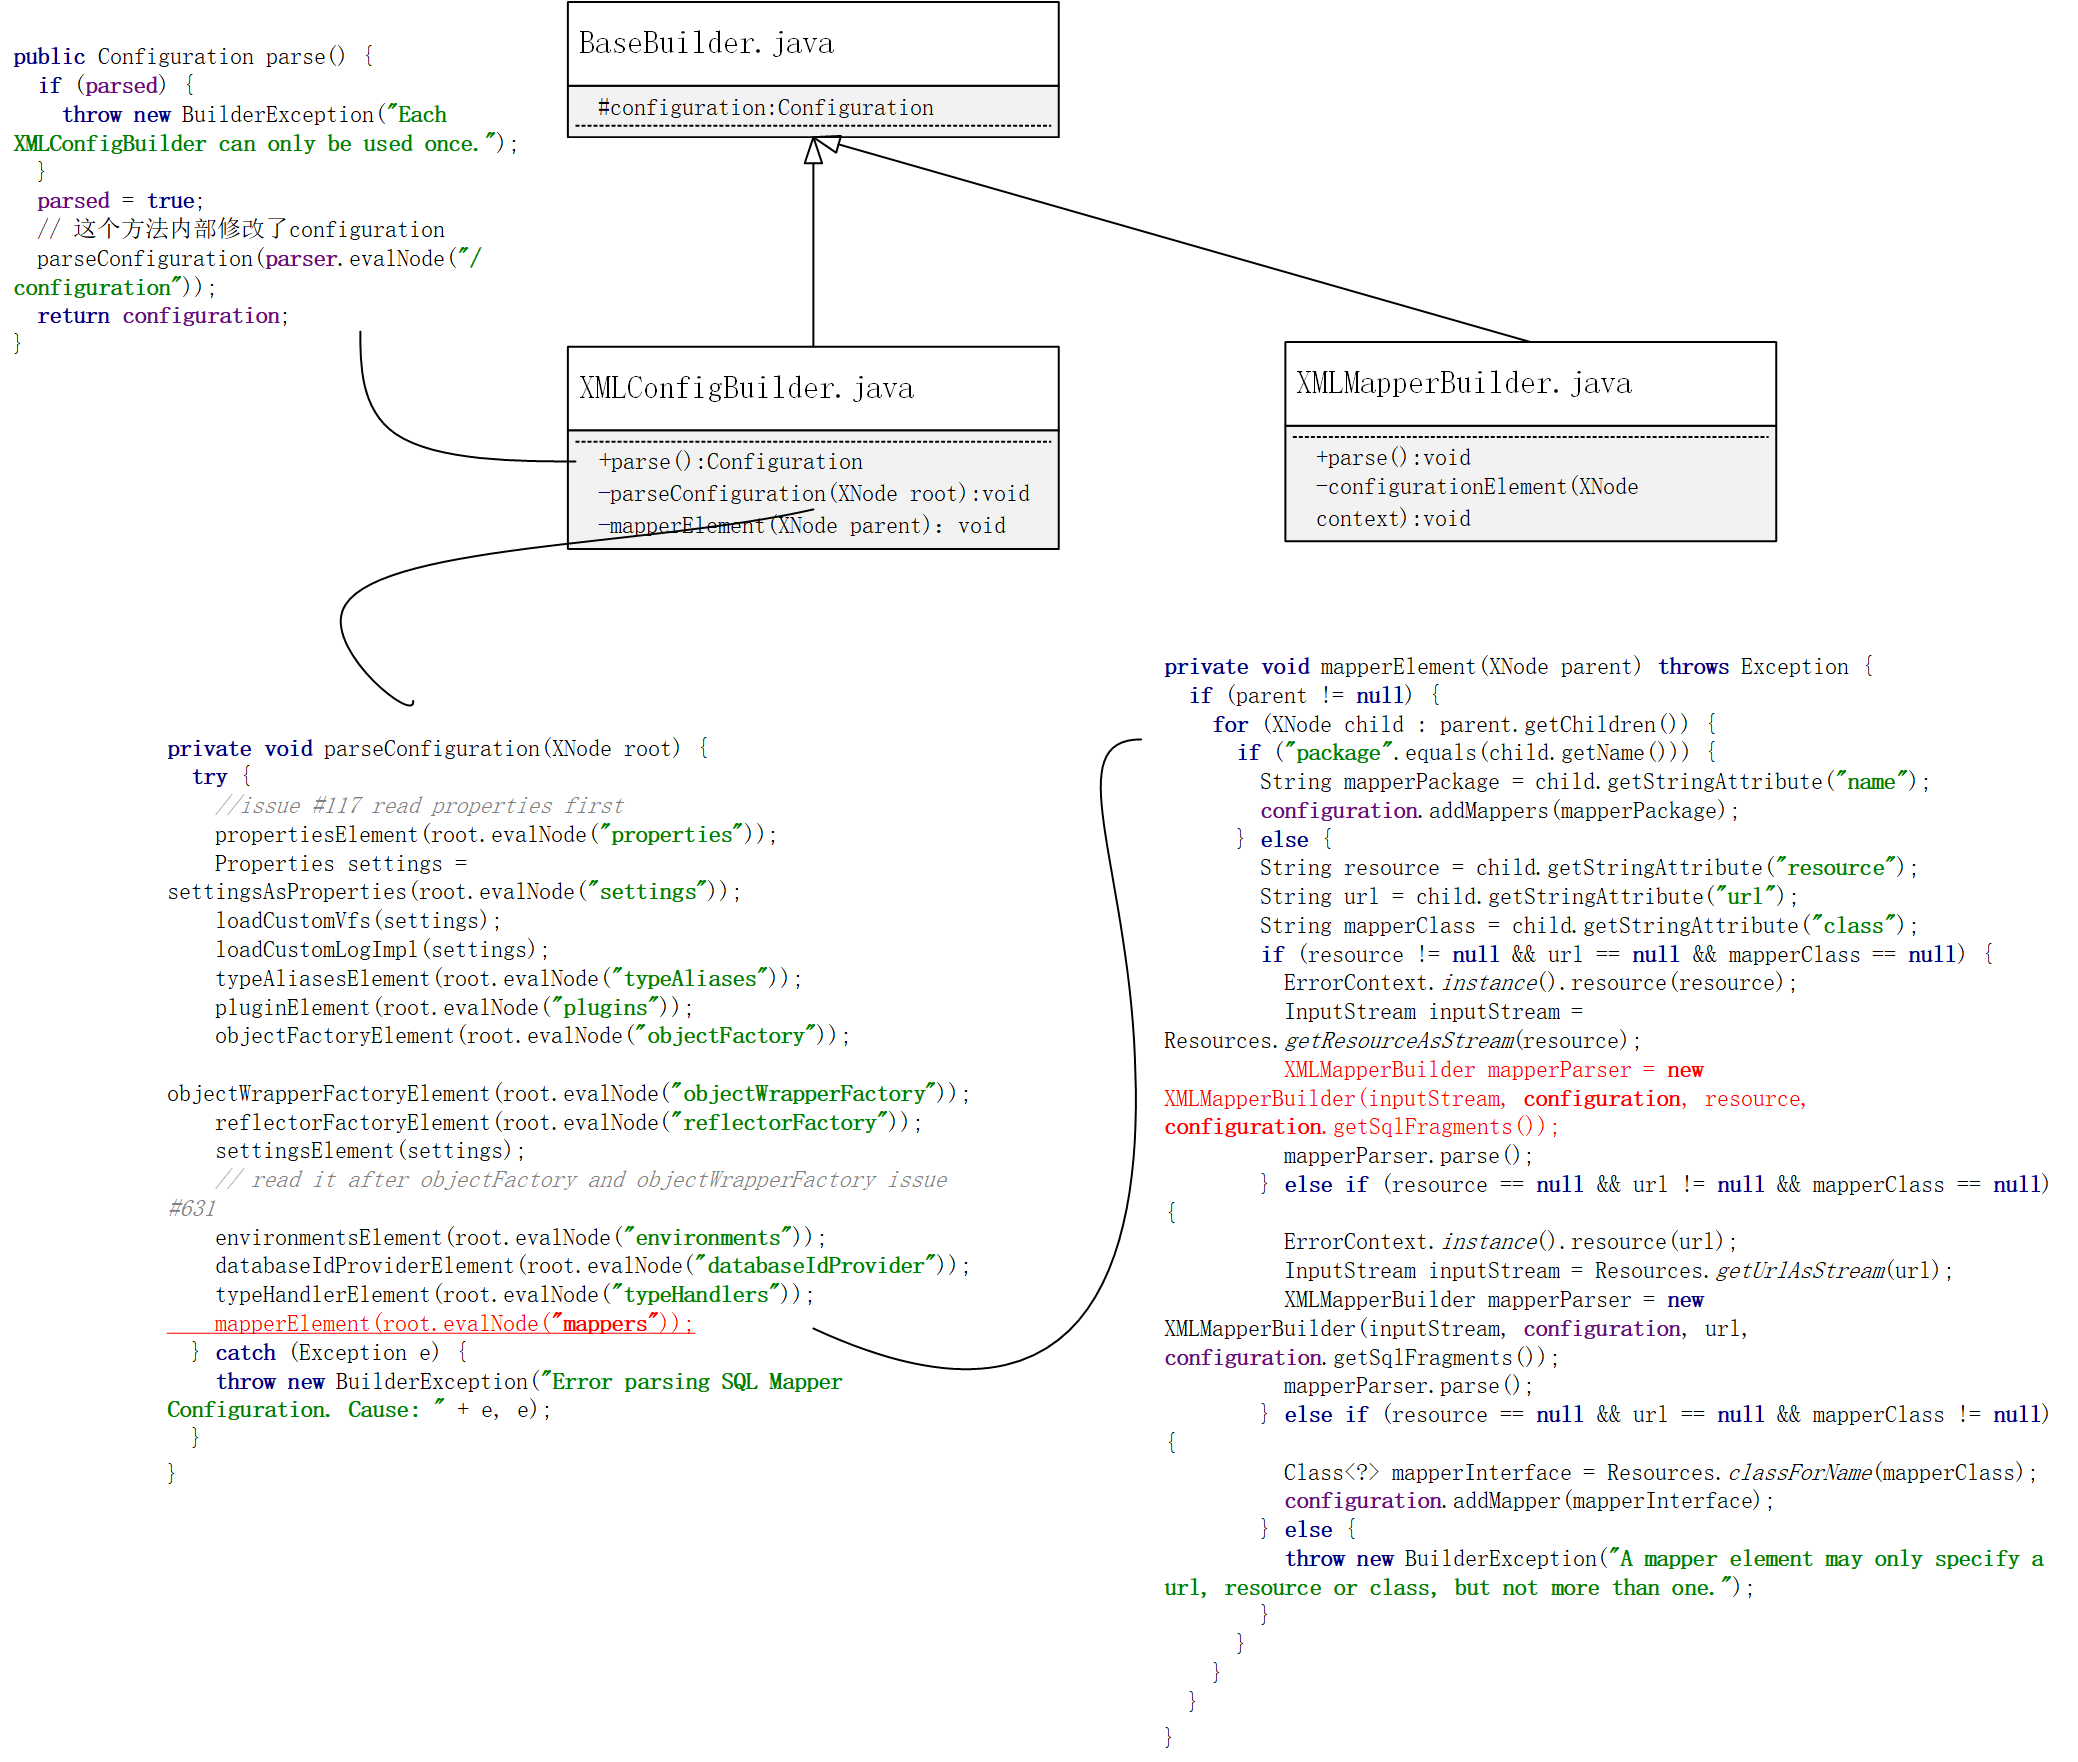 public Configuration parse() {
  if (parsed) {
    throw new BuilderException("Each
XMLConfigBuilder can only be used once.");
  }
  parsed = true;
  // 这个方法内部修改了configuration
  parseConfiguration(parser.evalNode("/
configuration"));
  return configuration;
}
BaseBuilder.java
#configuration:Configuration
XMLConfigBuilder.java
+parse():Configuration
-parseConfiguration(XNode root):void
-mapperElement(XNode parent): void
XMLMapperBuilder.java
+parse():void
-configurationElement(XNode
context):void
private void parseConfiguration(XNode root) {
  try {
    //issue #117 read properties first
    propertiesElement(root.evalNode("properties"));
    Properties settings =
settingsAsProperties(root.evalNode("settings"));
    loadCustomVfs(settings);
    loadCustomLogImpl(settings);
    typeAliasesElement(root.evalNode("typeAliases"));
    pluginElement(root.evalNode("plugins"));
    objectFactoryElement(root.evalNode("objectFactory"));
objectWrapperFactoryElement(root.evalNode("objectWrapperFactory"));
    reflectorFactoryElement(root.evalNode("reflectorFactory"));
    settingsElement(settings);
    // read it after objectFactory and objectWrapperFactory issue
#631
    environmentsElement(root.evalNode("environments"));
    databaseIdProviderElement(root.evalNode("databaseIdProvider"));
    typeHandlerElement(root.evalNode("typeHandlers"));
    mapperElement(root.evalNode("mappers"));
  } catch (Exception e) {
    throw new BuilderException("Error parsing SQL Mapper
Configuration. Cause: " + e, e);
  }
}
private void mapperElement(XNode parent) throws Exception {
  if (parent != null) {
    for (XNode child : parent.getChildren()) {
      if ("package".equals(child.getName())) {
        String mapperPackage = child.getStringAttribute("name");
        configuration.addMappers(mapperPackage);
      } else {
        String resource = child.getStringAttribute("resource");
        String url = child.getStringAttribute("url");
        String mapperClass = child.getStringAttribute("class");
        if (resource != null && url == null && mapperClass == null) {
          ErrorContext.instance().resource(resource);
          InputStream inputStream =
Resources.getResourceAsStream(resource);
          XMLMapperBuilder mapperParser = new
XMLMapperBuilder(inputStream, configuration, resource,
configuration.getSqlFragments());
          mapperParser.parse();
        } else if (resource == null && url != null && mapperClass == null)
{
          ErrorContext.instance().resource(url);
          InputStream inputStream = Resources.getUrlAsStream(url);
          XMLMapperBuilder mapperParser = new
XMLMapperBuilder(inputStream, configuration, url,
configuration.getSqlFragments());
          mapperParser.parse();
        } else if (resource == null && url == null && mapperClass != null)
{
          Class<?> mapperInterface = Resources.classForName(mapperClass);
          configuration.addMapper(mapperInterface);
        } else {
          throw new BuilderException("A mapper element may only specify a
url, resource or class, but not more than one.");
        }
      }
    }
  }
}